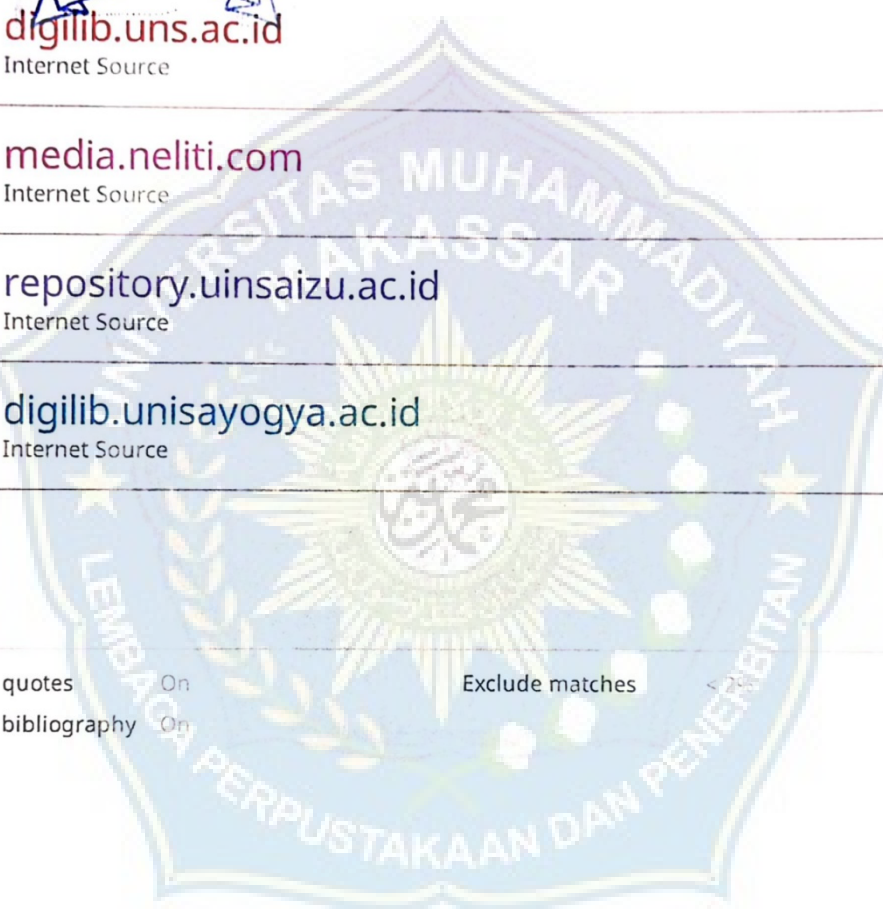 digilib.uns.ac.id
Internet Source
media.neliti.com
Internet Source
repository.uinsaizu.ac.id
Internet Source
digilib.unisayogya.ac.id
Internet Source
UNIVERSITAS MUHAMMADIYAH
MAKASSAR
quotes On Exclude matches < 2%
bibliography On
LEMBAGA PERPUSTAKAAN DAN PENERBITAN